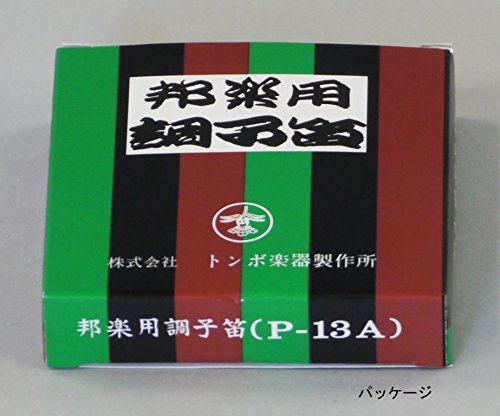 邦楽用
調子笛
株式会社 トンボ楽器製作所
邦楽用調子笛(P-13A)
パッケージ